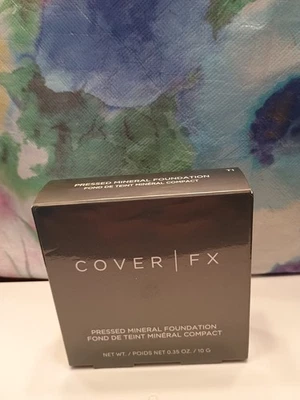 PRESSED MINERAL FOUNDATION
FOND DE TEINT MINÉRAL COMPACT
COVER | FX
PRESSED MINERAL FOUNDATION
FOND DE TEINT MINÉRAL COMPACT
NET WT. / POIDS NET 0.35 OZ. / 10 G